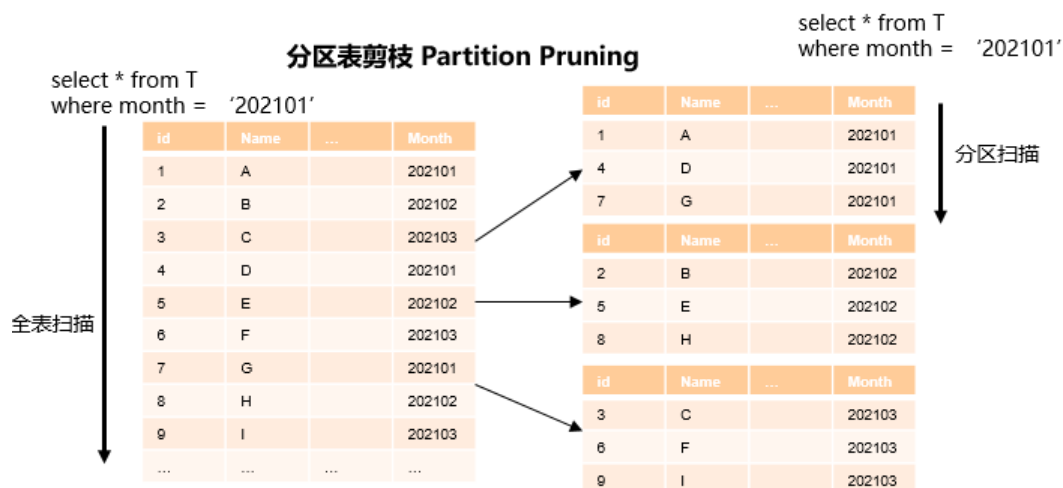 分区表剪枝 Partition Pruning
select * from T
where month = ‘202101’
全表扫描
id Name ... Month
1 A 202101
2 B 202102
3 C 202103
4 D 202101
5 E 202102
6 F 202103
7 G 202101
8 H 202102
9 I 202103
... ... ... ...
select * from T
where month = ‘202101’
分区扫描
id Name ... Month
1 A 202101
4 D 202101
7 G 202101
id Name ... Month
2 B 202102
5 E 202102
8 H 202102
id Name ... Month
3 C 202103
6 F 202103
9 I 202103